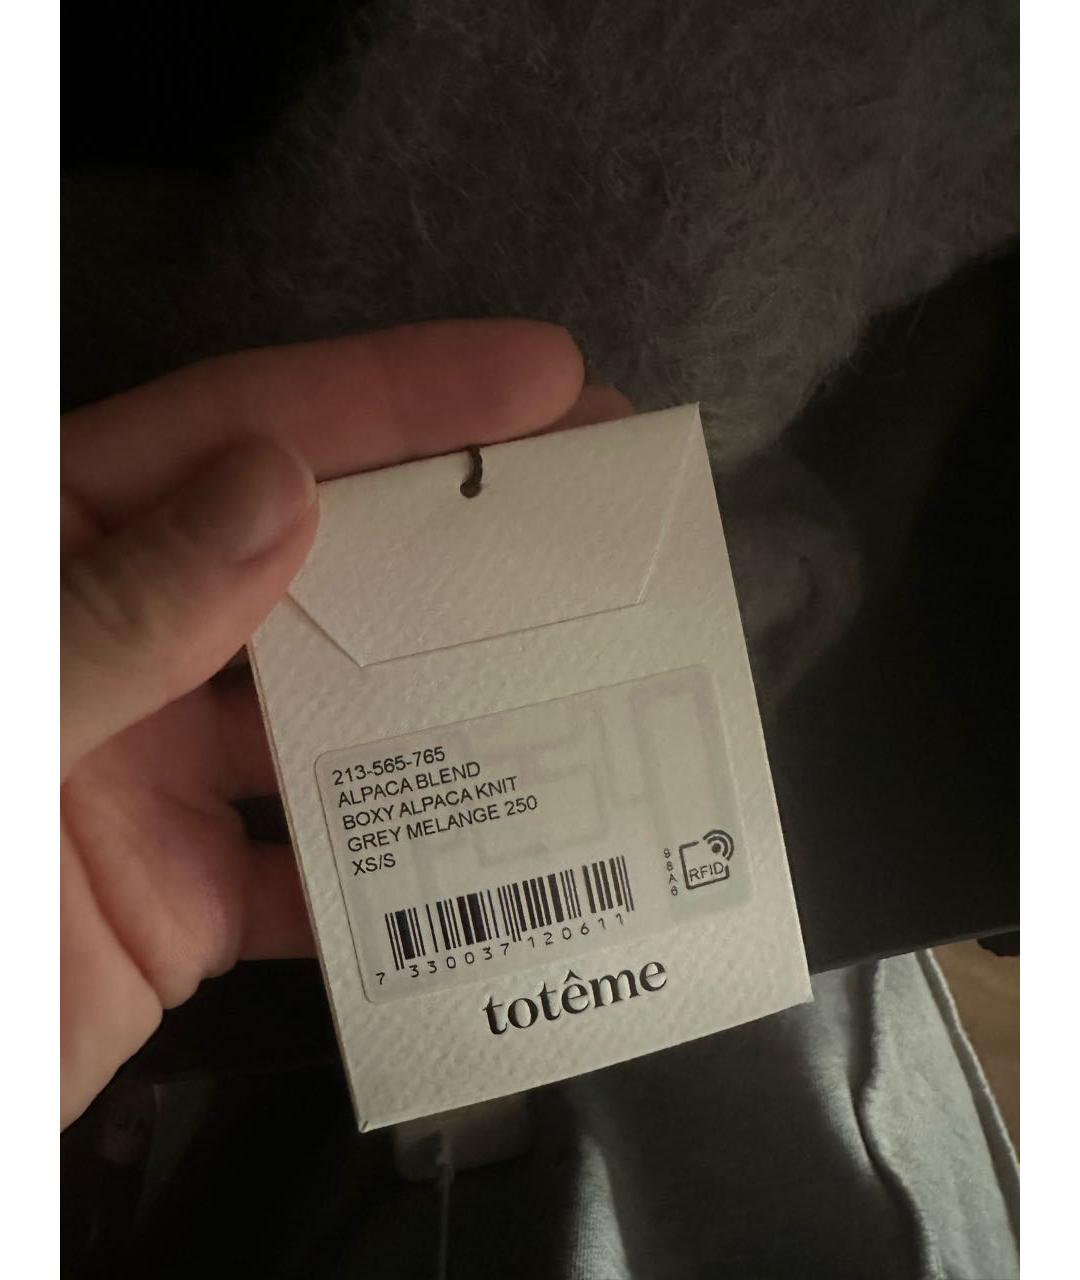 213-565-765
ALPACA BLEND
BOXY ALPACA KNIT
GREY MELANGE 250
XS/S
98A6
RFID
7 330037 120611
totême